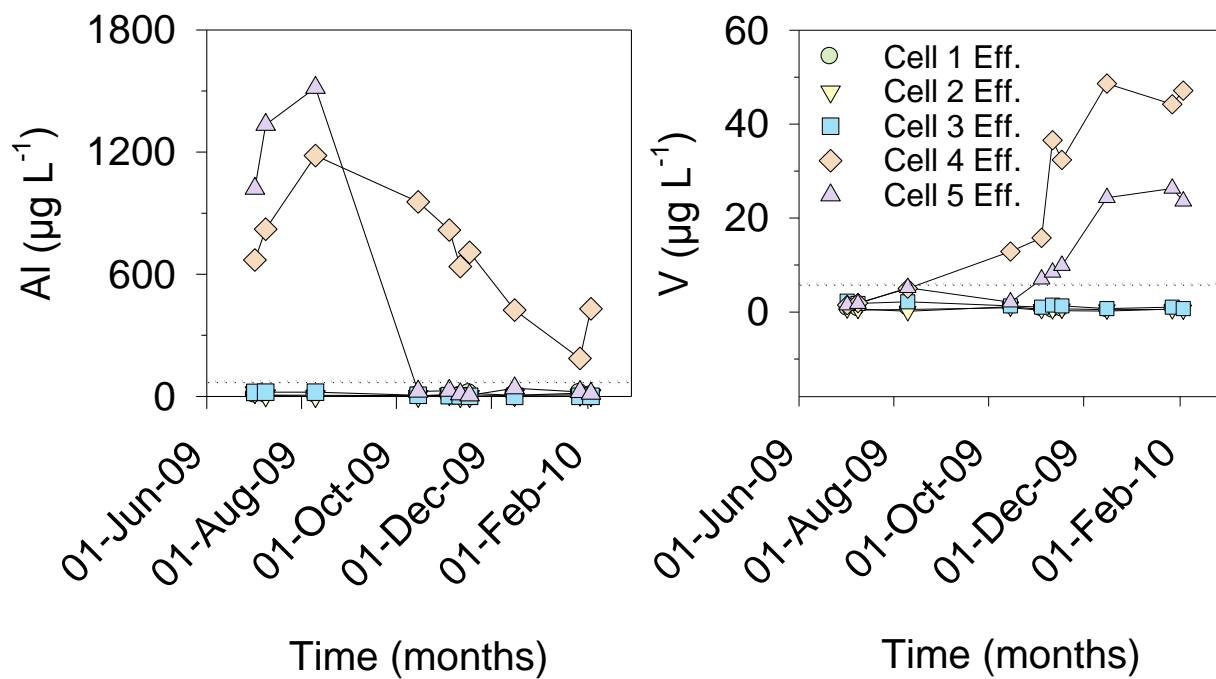 1800
1200
600
0
Al (µg L⁻¹)
01-Jun-09
01-Aug-09
01-Oct-09
01-Dec-09
01-Feb-10
Time (months)
60
40
20
0
V (µg L⁻¹)
Cell 1 Eff.
Cell 2 Eff.
Cell 3 Eff.
Cell 4 Eff.
Cell 5 Eff.
01-Jun-09
01-Aug-09
01-Oct-09
01-Dec-09
01-Feb-10
Time (months)